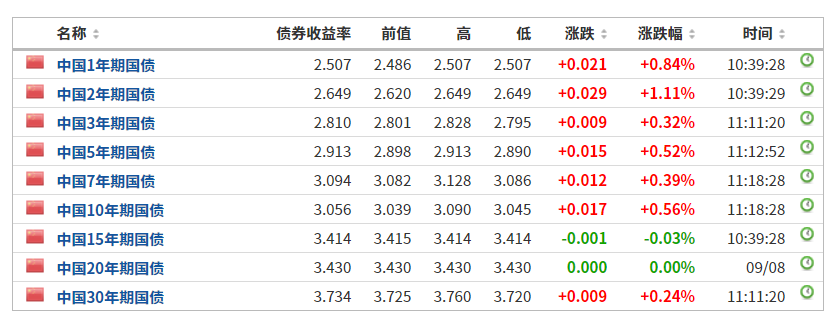 名称 债券收益率 前值 高 低 涨跌 涨跌幅 时间
中国1年期国债 2.507 2.486 2.507 2.507 +0.021 +0.84% 10:39:28
中国2年期国债 2.649 2.620 2.649 2.649 +0.029 +1.11% 10:39:29
中国3年期国债 2.810 2.801 2.828 2.795 +0.009 +0.32% 11:11:20
中国5年期国债 2.913 2.898 2.913 2.890 +0.015 +0.52% 11:12:52
中国7年期国债 3.094 3.082 3.128 3.086 +0.012 +0.39% 11:18:28
中国10年期国债 3.056 3.039 3.090 3.045 +0.017 +0.56% 11:18:28
中国15年期国债 3.414 3.415 3.414 3.414 -0.001 -0.03% 10:39:28
中国20年期国债 3.430 3.430 3.430 3.430 0.000 0.00% 09/08
中国30年期国债 3.734 3.725 3.760 3.720 +0.009 +0.24% 11:11:20